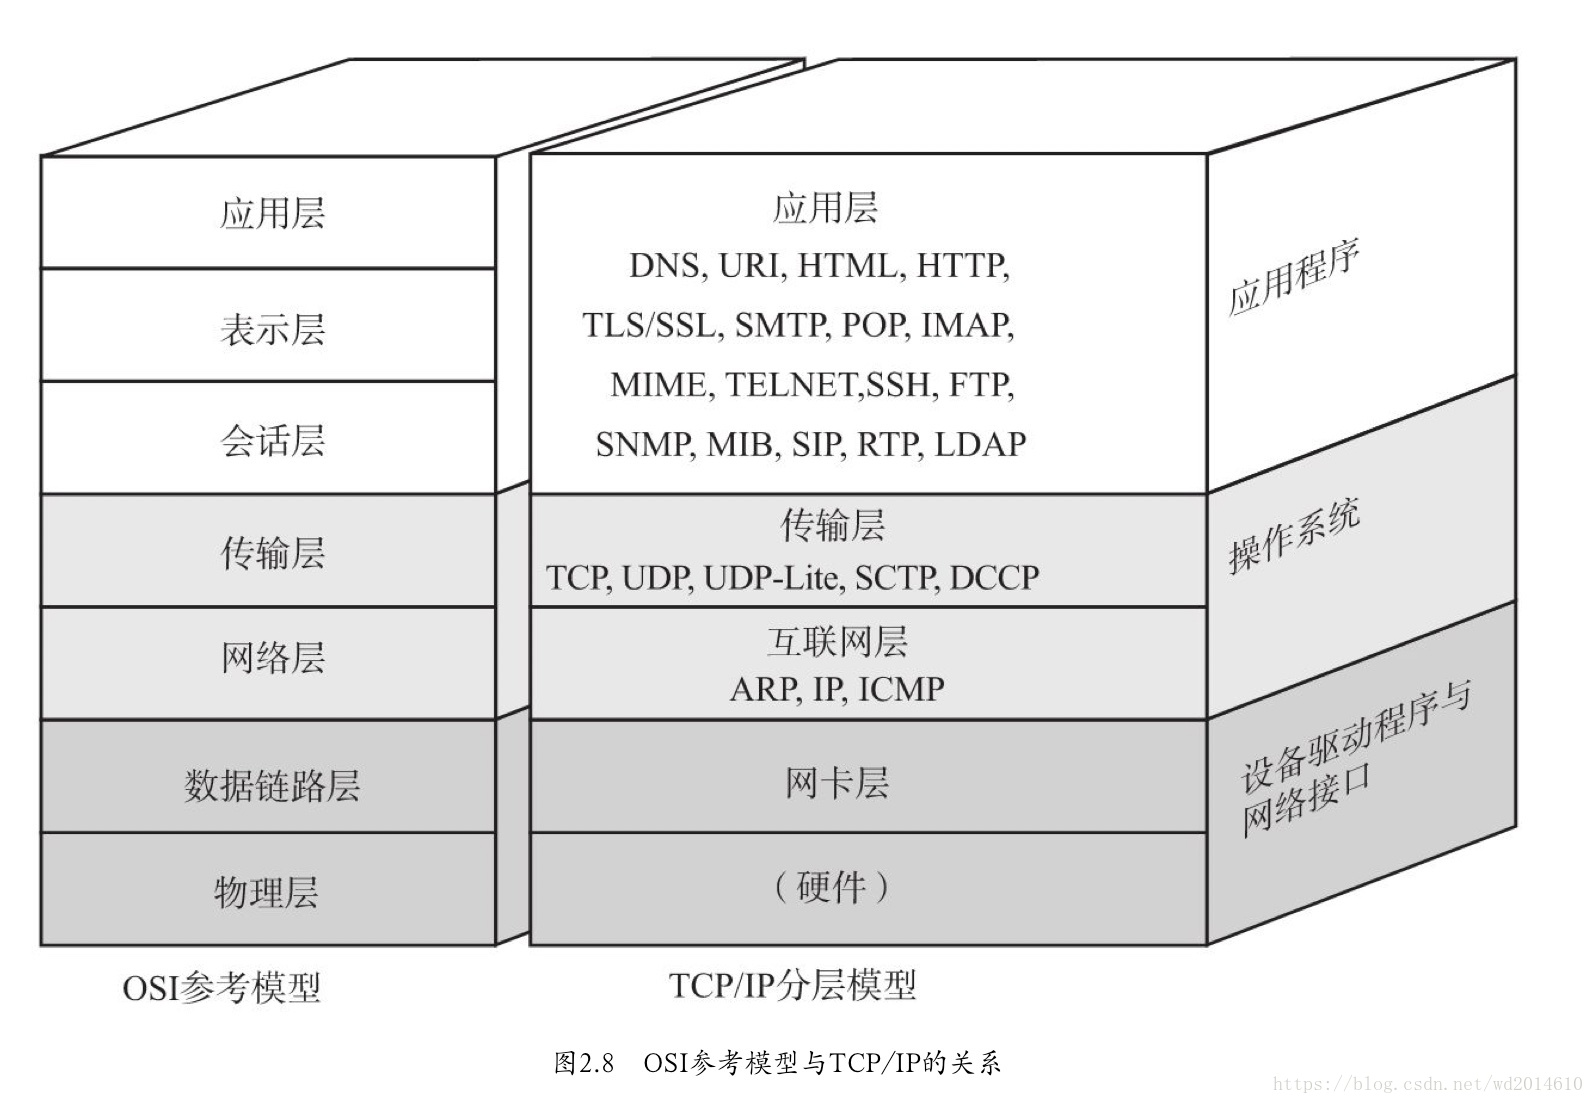 应用层
表示层
会话层
传输层
网络层
数据链路层
物理层
OSI参考模型
应用层
DNS, URI, HTML, HTTP,
TLS/SSL, SMTP, POP, IMAP,
MIME, TELNET,SSH, FTP,
SNMP, MIB, SIP, RTP, LDAP
传输层
TCP, UDP, UDP-Lite, SCTP, DCCP
互联网层
ARP, IP, ICMP
网卡层
（硬件）
TCP/IP分层模型
应用程序
操作系统
设备驱动程序与
网络接口
图2.8 OSI参考模型与TCP/IP的关系
https://blog.csdn.net/wd2014610